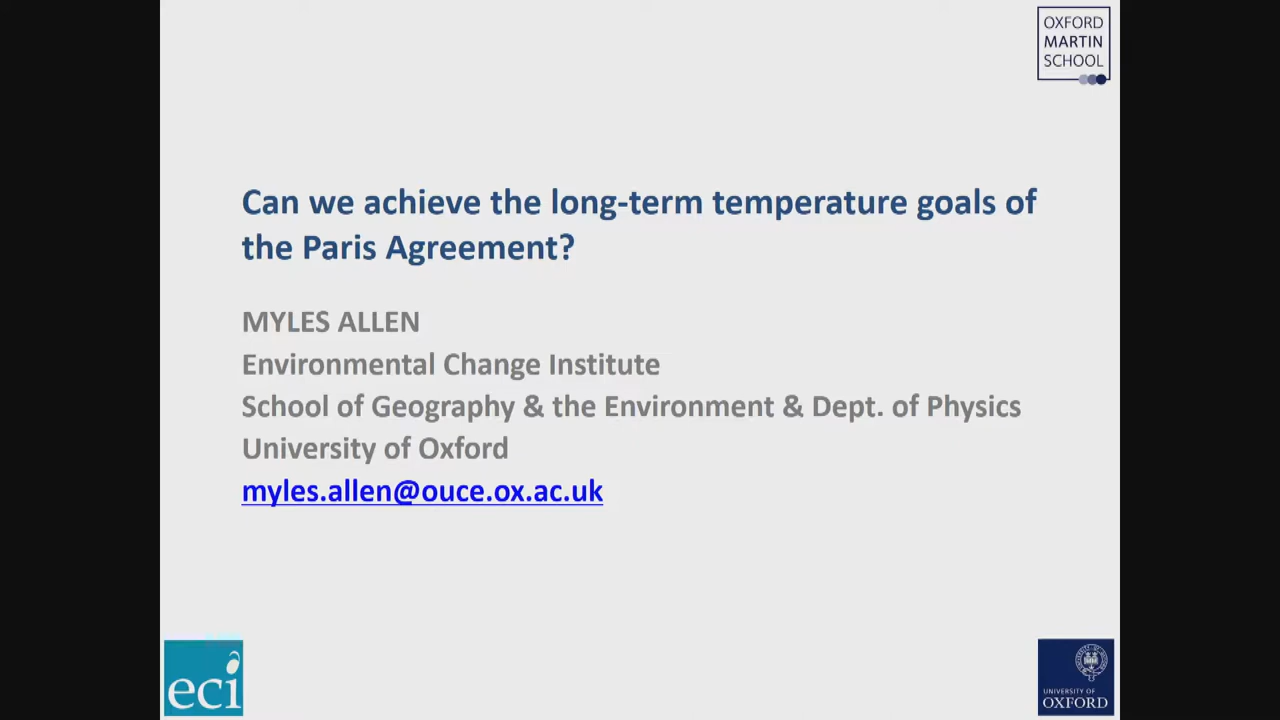 OXFORD
MARTIN
SCHOOL
Can we achieve the long-term temperature goals of
the Paris Agreement?
MYLES ALLEN
Environmental Change Institute
School of Geography & the Environment & Dept. of Physics
University of Oxford
myles.allen@ouce.ox.ac.uk
eci
UNIVERSITY OF
OXFORD